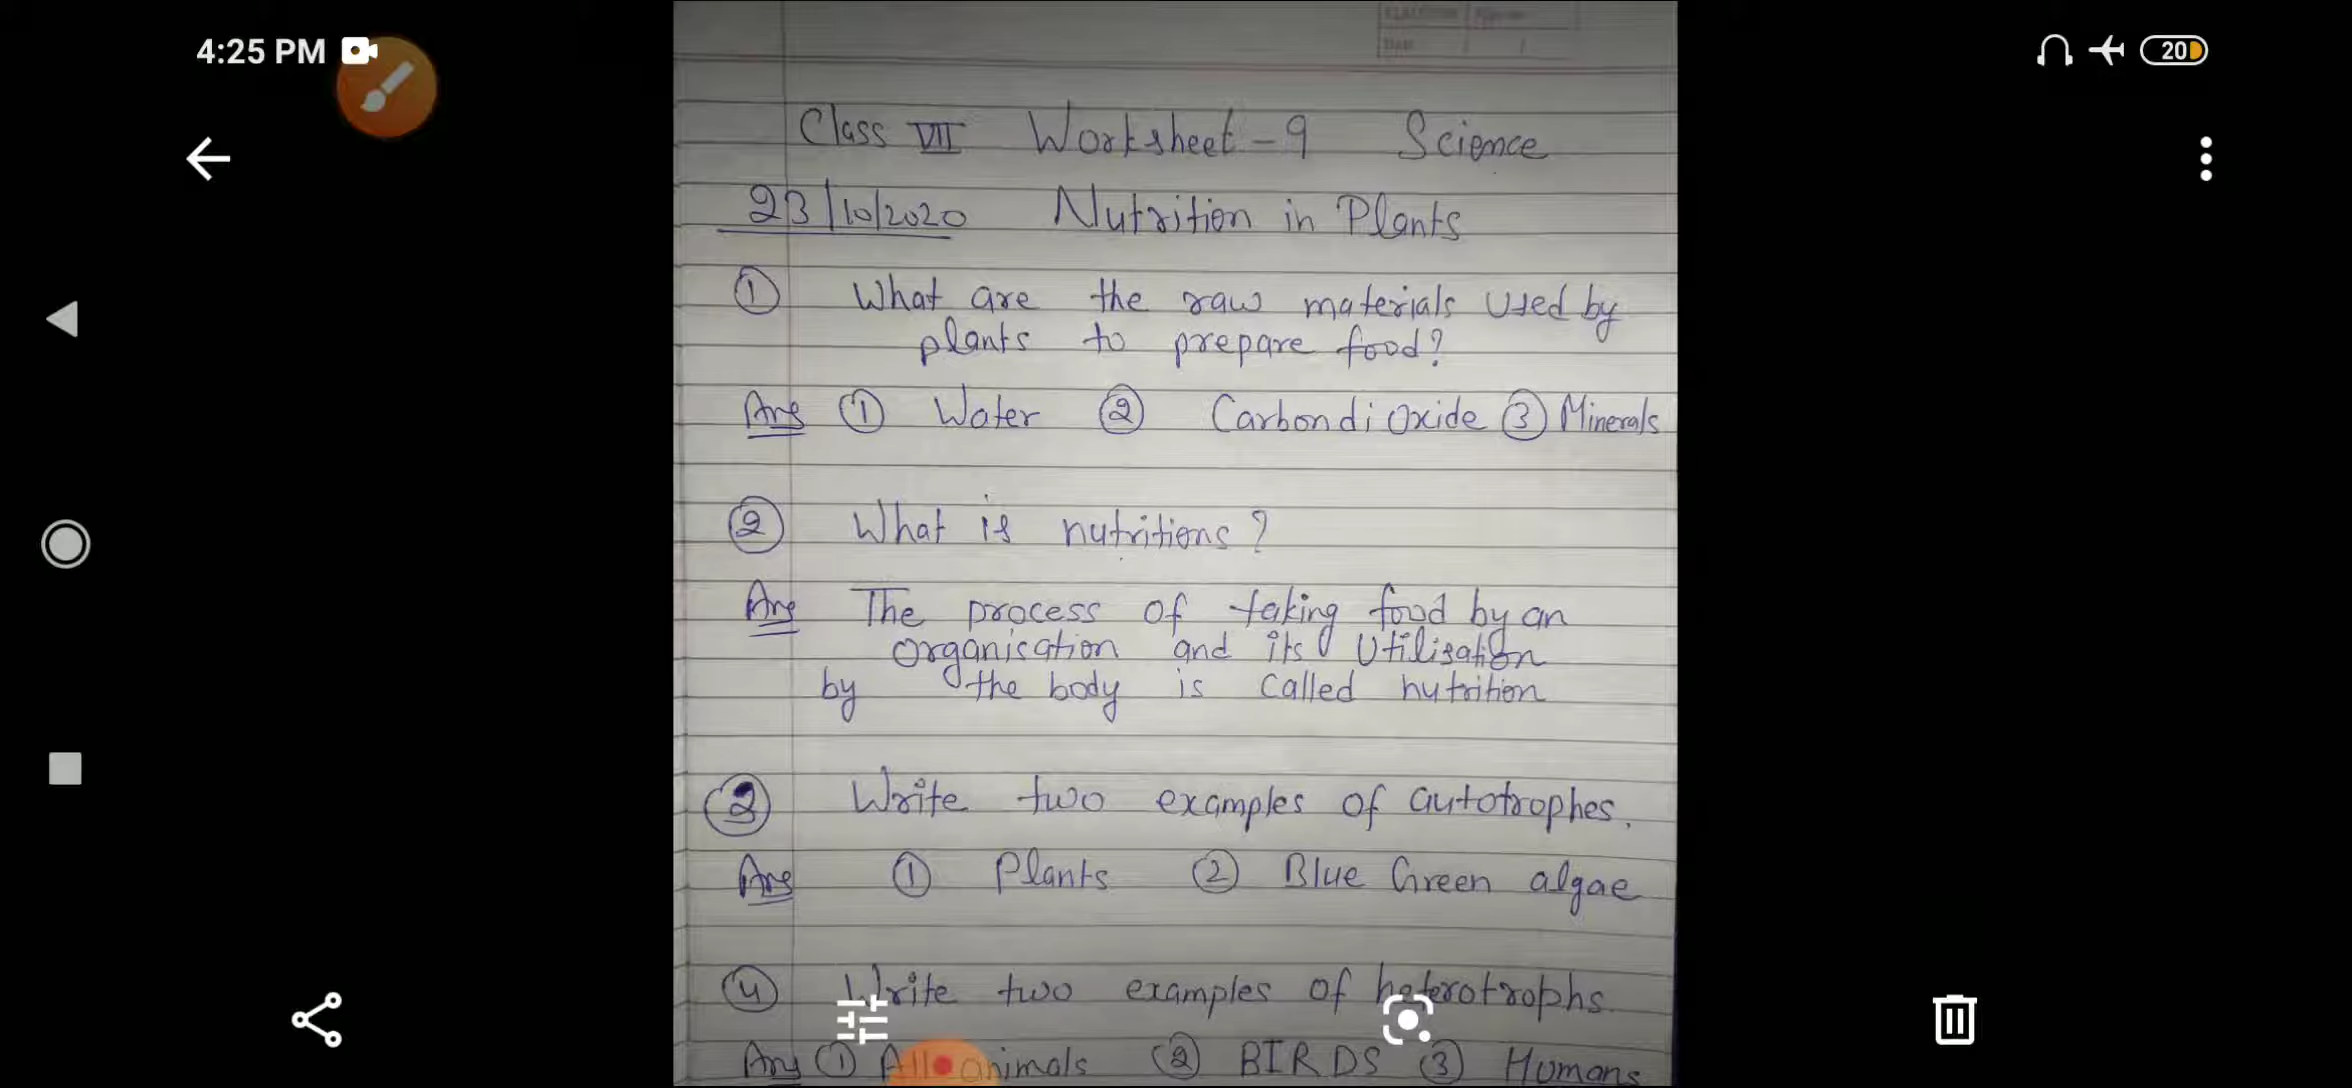 4:25 PM
20
Class VII Worksheet - 9 Science
23/10/2020 Nutrition in Plants
① What are the raw materials used by
plants to prepare food?
Ans ① Water ② Carbondioxide ③ Minerals
② What is nutritions?
Ans The process of taking food by an
organisation and its Utilisation
by the body is called nutrition
3 Write two examples of autotrophes.
Ans ① Plants ② Blue Green algae
④ Write two examples of heterotrophs.
Ans ① All animals ② BIRDS ③ Humans